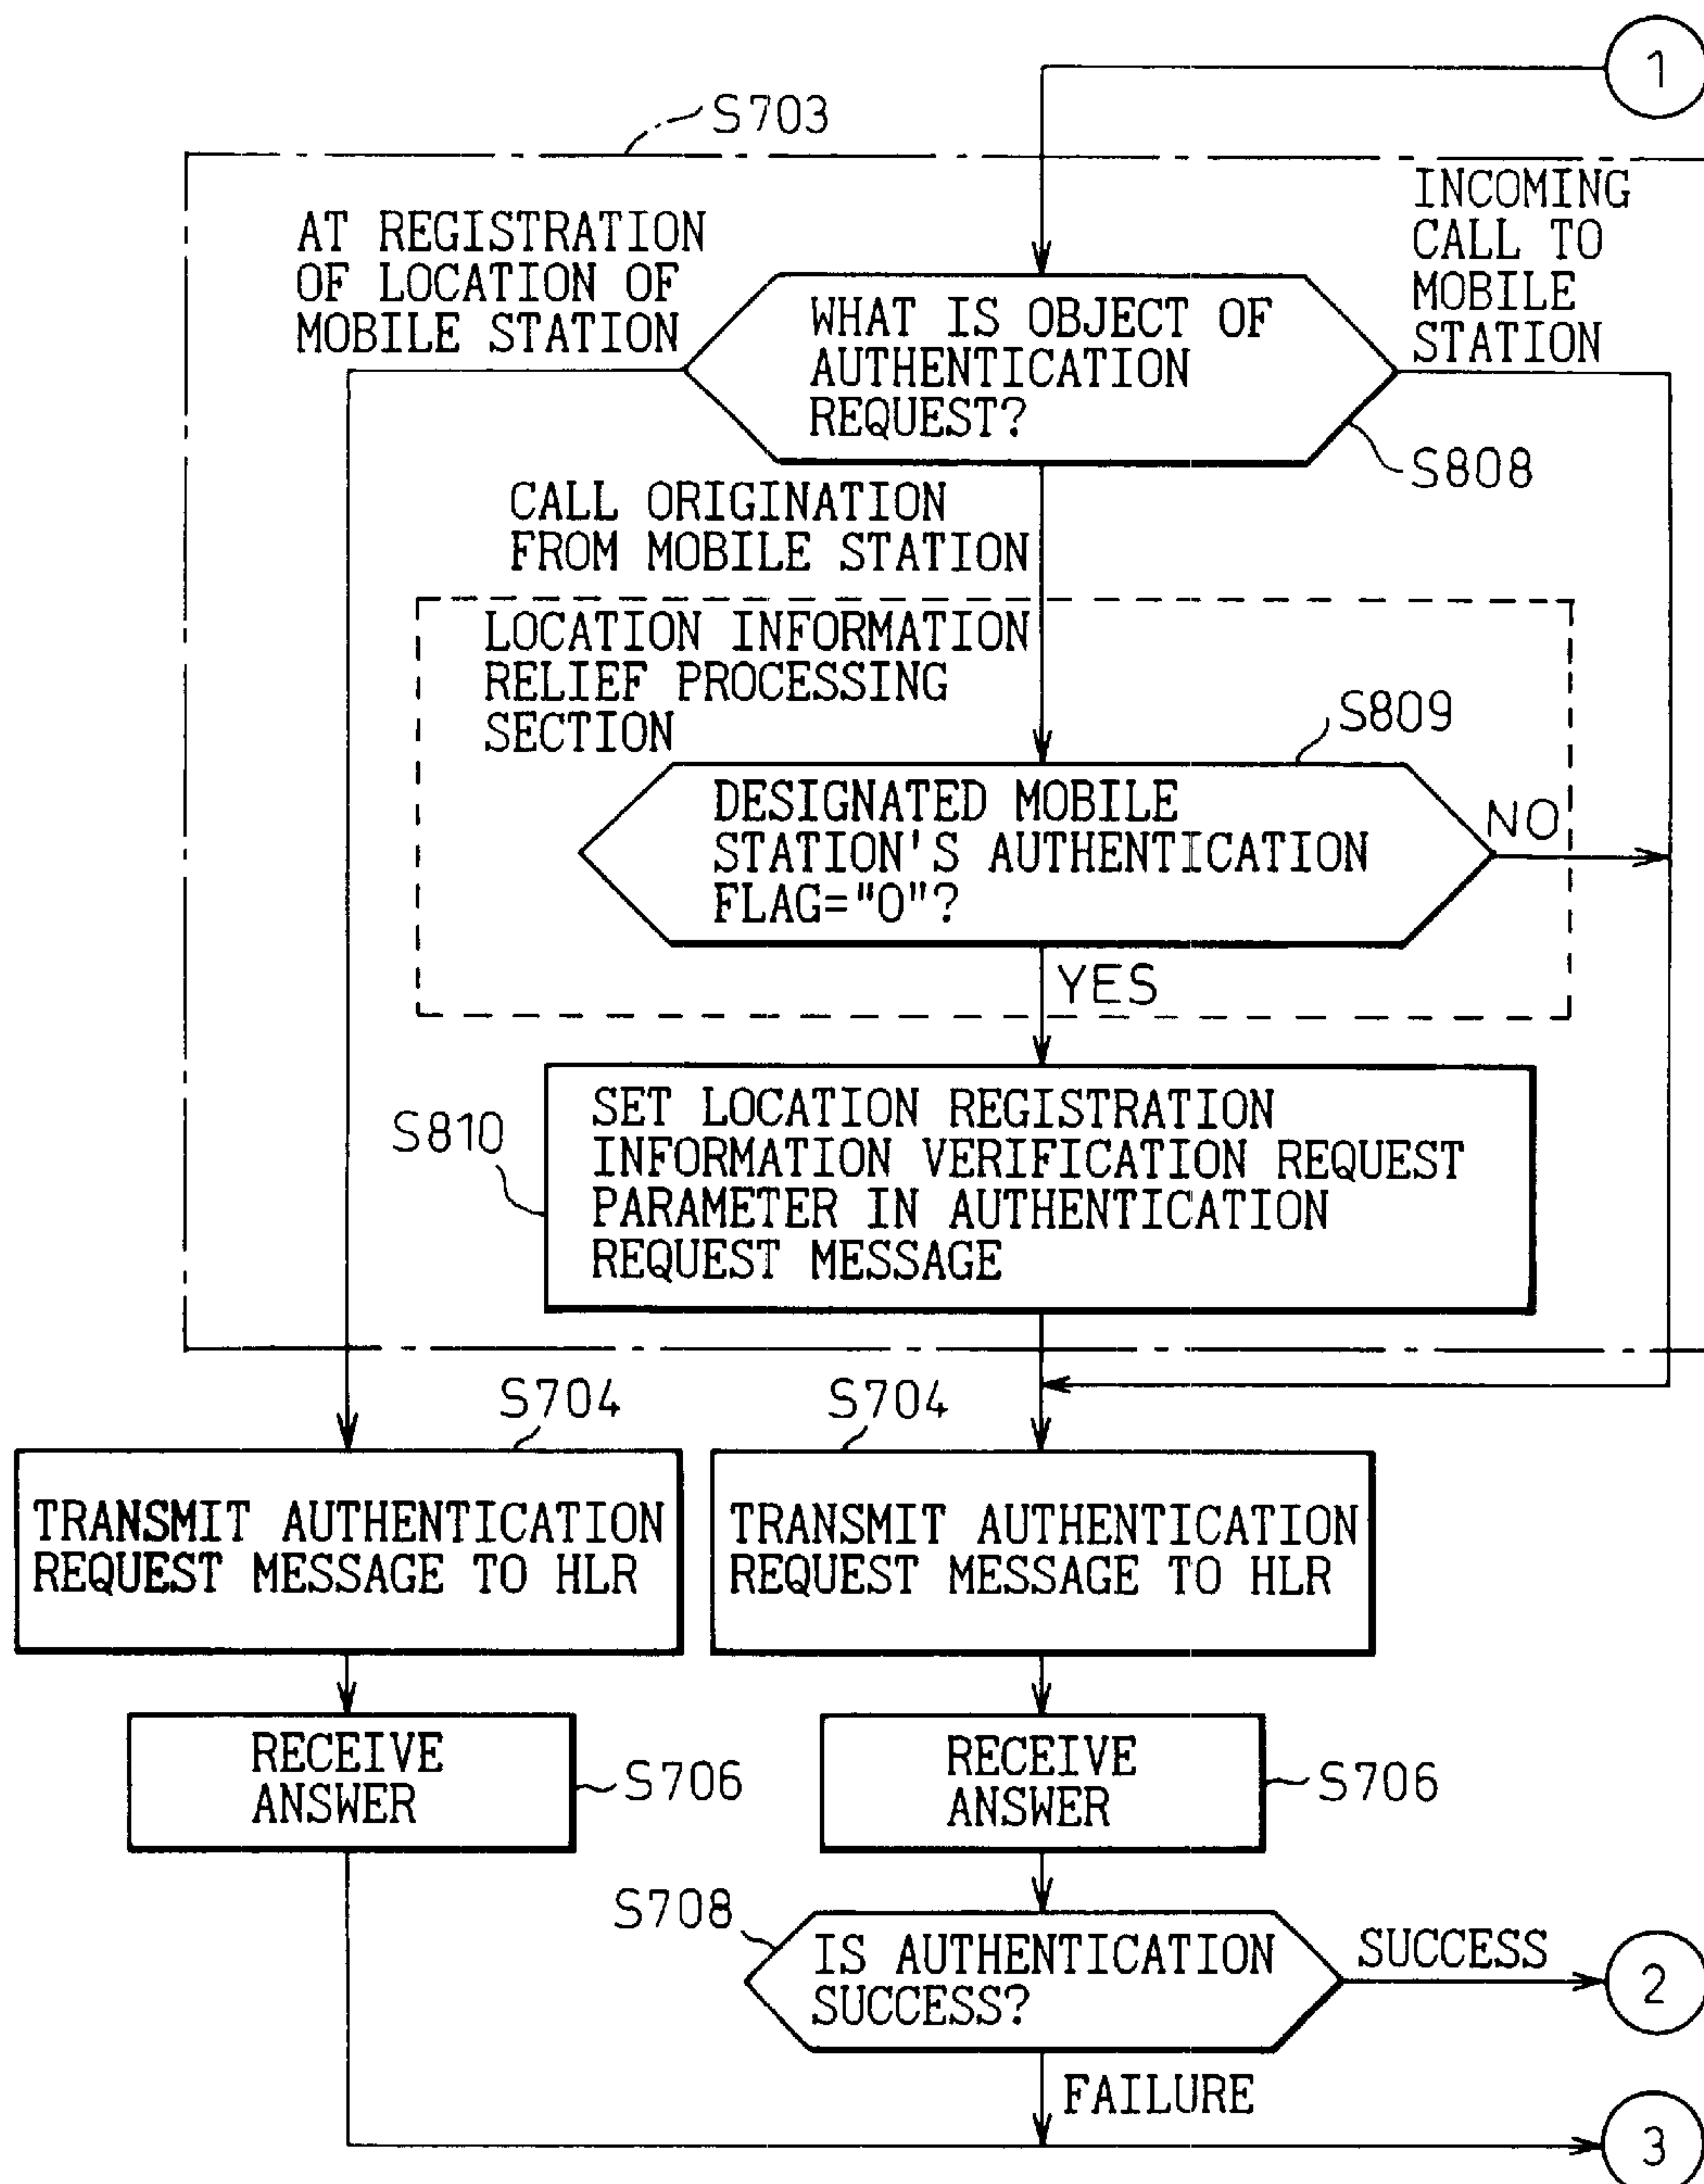 1
S703
AT REGISTRATION
OF LOCATION OF
MOBILE STATION
INCOMING
CALL TO
MOBILE
STATION
WHAT IS OBJECT OF
AUTHENTICATION
REQUEST?
S808
CALL ORIGINATION
FROM MOBILE STATION
LOCATION INFORMATION
RELIEF PROCESSING
SECTION
S809
DESIGNATED MOBILE
STATION'S AUTHENTICATION
FLAG="0"?
NO
YES
S810
SET LOCATION REGISTRATION
INFORMATION VERIFICATION REQUEST
PARAMETER IN AUTHENTICATION
REQUEST MESSAGE
S704
TRANSMIT AUTHENTICATION
REQUEST MESSAGE TO HLR
S704
TRANSMIT AUTHENTICATION
REQUEST MESSAGE TO HLR
RECEIVE
ANSWER
S706
RECEIVE
ANSWER
S706
S708
IS AUTHENTICATION
SUCCESS?
SUCCESS
2
FAILURE
3